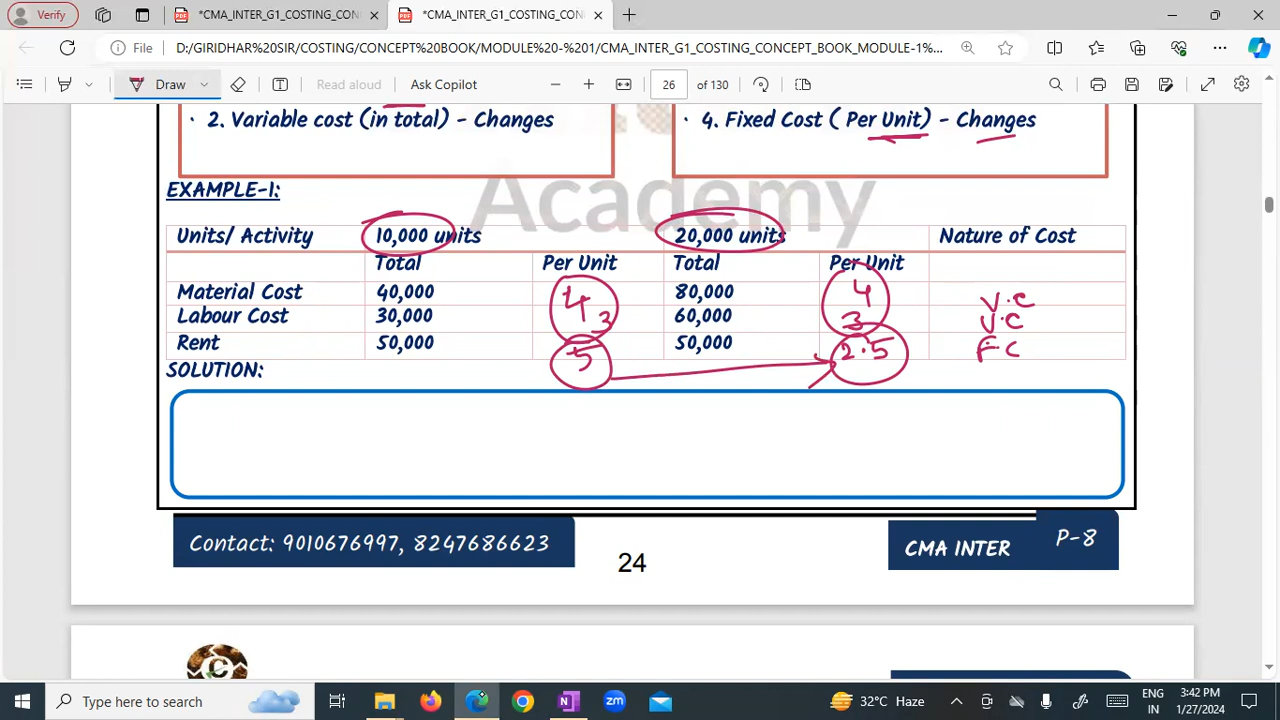 Verify
*CMA_INTER_G1_COSTING_CON
*CMA_INTER_G1_COSTING_CON
File
D:/GIRIDHAR%20SIR/COSTING/CONCEPT%20BOOK/MODULE%20-%201/CMA_INTER_G1_COSTING_CONCEPT_BOOK_MODULE-1%...
Draw
Read aloud
Ask Copilot
26
of 130
· 2. Variable cost (in total) - Changes
· 4. Fixed Cost ( Per Unit) - Changes
Academy
EXAMPLE-1:
Units/ Activity 10,000 units 20,000 units Nature of Cost
Total Per Unit Total Per Unit
Material Cost 40,000 4 80,000 4 V.C
Labour Cost 30,000 3 60,000 3 V.C
Rent 50,000 5 50,000 2.5 F.C
SOLUTION:
Contact: 9010676997, 8247686623
24
CMA INTER
P-8
Type here to search
32°C Haze
ENG
IN
3:42 PM
1/27/2024